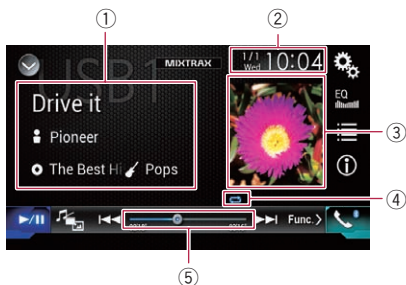 ①
②
USB1
MIXTRAX
1/1
Wed
10:04
EQ
Drive it
Pioneer
③
The Best Hi
Pops
④
Func.
⑤